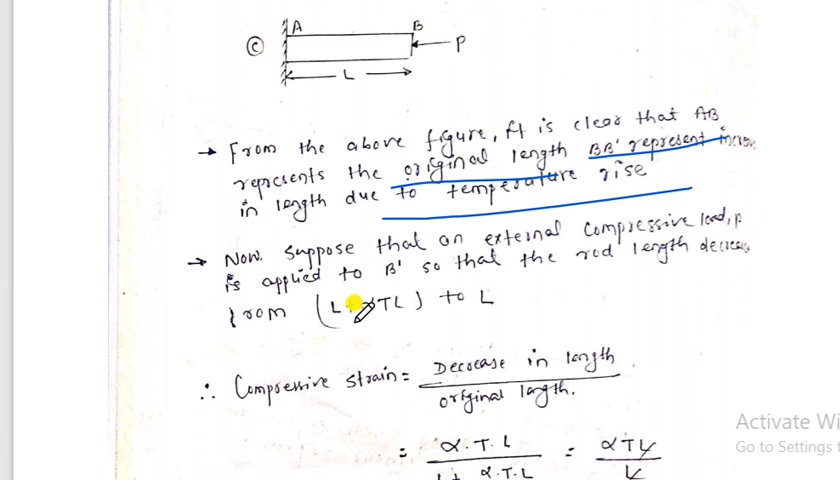 A B
ⓒ ← P
L
→ From the above figure, it is clear that AB
represents the original length BB' represent
in length due to temperature rise
→ Now. suppose that an external compressive load, P
is applied to B' so that the rod length
from (L+αTL) to L
∴ Compressive strain = Decrease in length
original length.
= α.T.L = αTL
L+ α.T.L L
Activate Wi
Go to Settings t